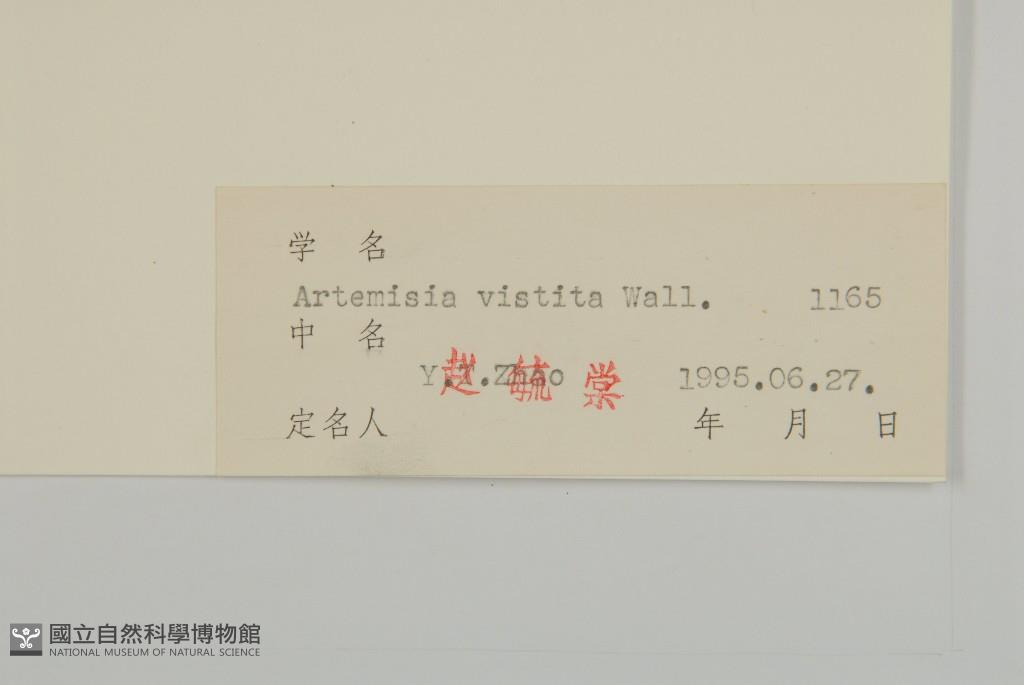 学 名
Artemisia vistita Wall. 1165
中 名
Y.T.Zhao 赵毓棠 1995.06.27.
定名人 年 月 日
國立自然科學博物館
NATIONAL MUSEUM OF NATURAL SCIENCE